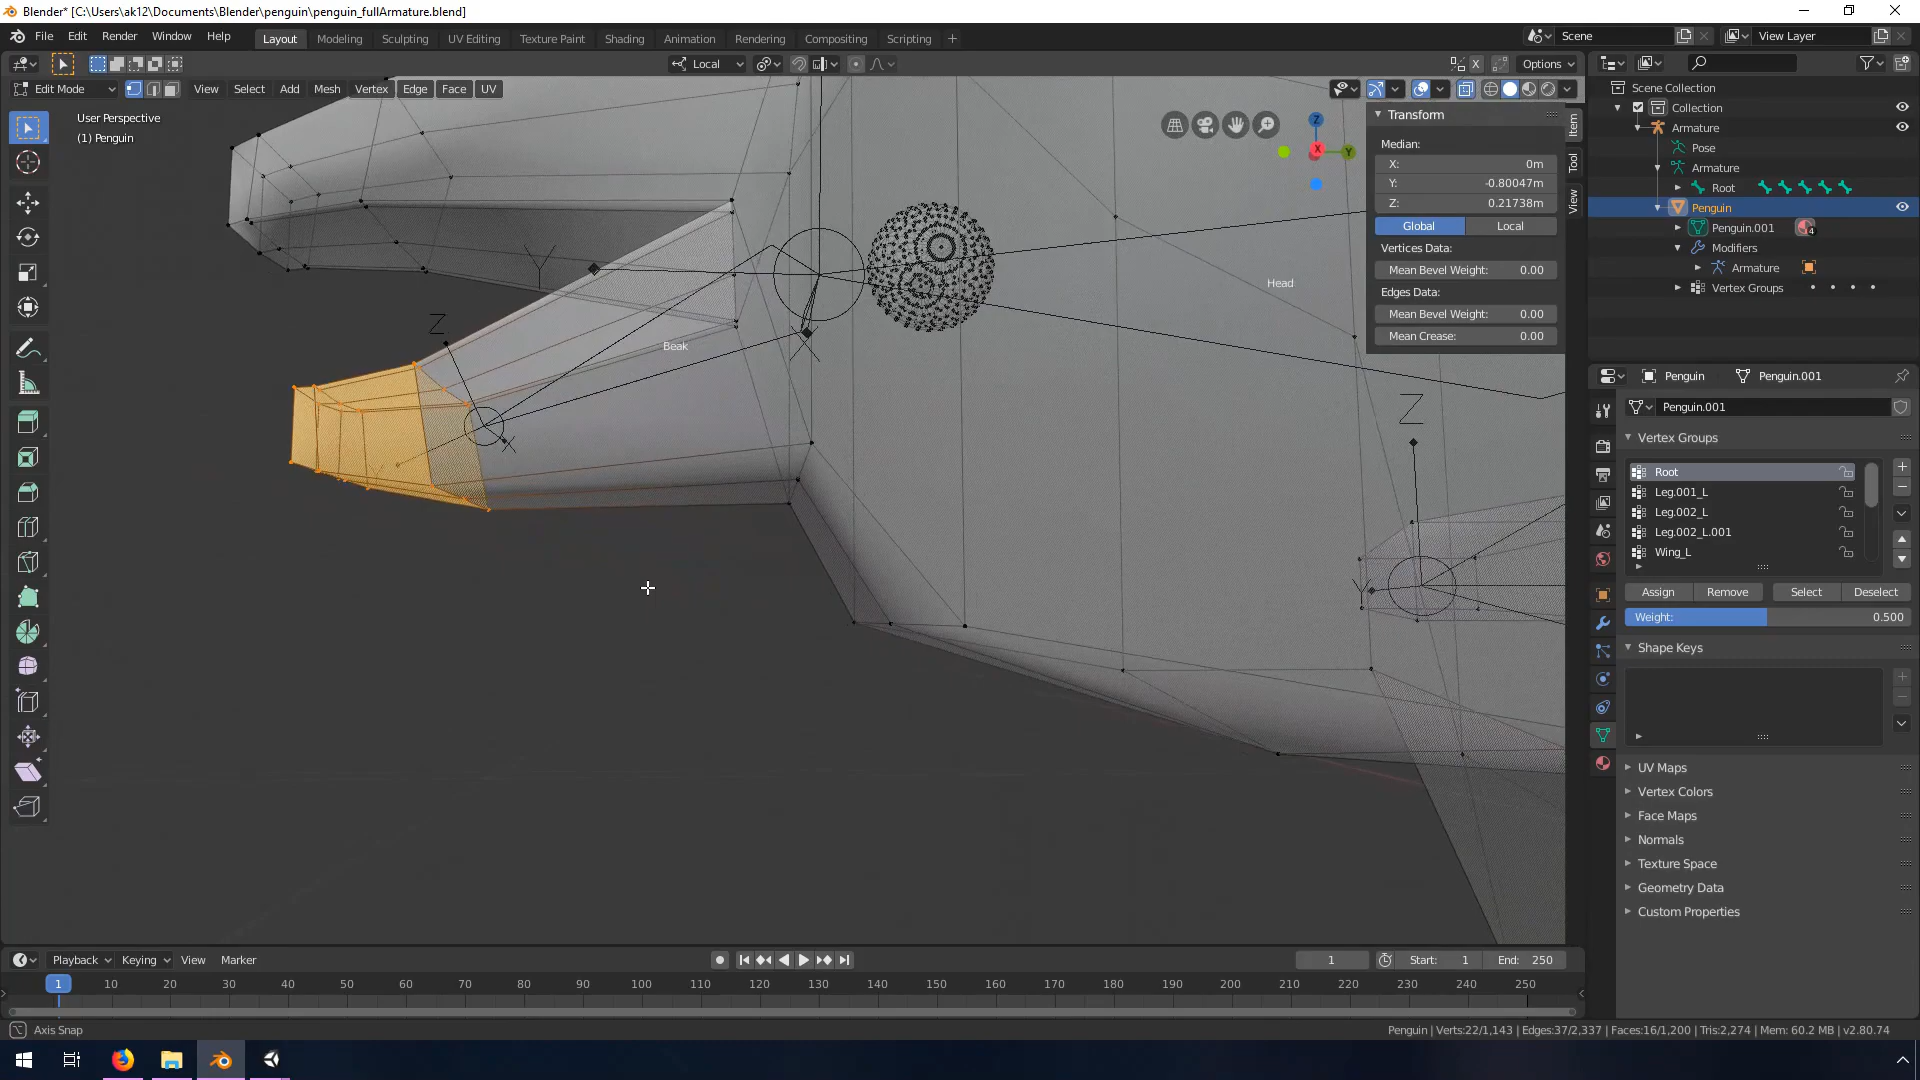 Blender* [C:\Users\ak12\Documents\Blender\penguin\penguin_fullArmature.blend]
File Edit Render Window Help
Layout Modeling Sculpting UV Editing Texture Paint Shading Animation Rendering Compositing Scripting +
Scene
View Layer
Local
X
Options
Edit Mode View Select Add Mesh Vertex Edge Face UV
User Perspective
(1) Penguin
Z
X
Y
Transform
Median:
X: 0m
Y: -0.80047m
Z: 0.21738m
Global Local
Vertices Data:
Mean Bevel Weight: 0.00
Edges Data:
Mean Bevel Weight: 0.00
Mean Crease: 0.00
Item
Tool
View
Head
Beak
Y
X
Z
X
Y
Z
Y
Scene Collection
Collection
Armature
Pose
Armature
Root
Penguin
Penguin.001
4
Modifiers
Armature
Vertex Groups
Penguin Penguin.001
Penguin.001
Vertex Groups
Root
Leg.001_L
Leg.002_L
Leg.002_L.001
Wing_L
Assign Remove Select Deselect
Weight: 0.500
Shape Keys
UV Maps
Vertex Colors
Face Maps
Normals
Texture Space
Geometry Data
Custom Properties
Playback Keying View Marker
1
Start: 1
End: 250
1 10 20 30 40 50 60 70 80 90 100 110 120 130 140 150 160 170 180 190 200 210 220 230 240 250
Axis Snap
Penguin | Verts:22/1,143 | Edges:37/2,337 | Faces:16/1,200 | Tris:2,274 | Mem: 60.2 MB | v2.80.74